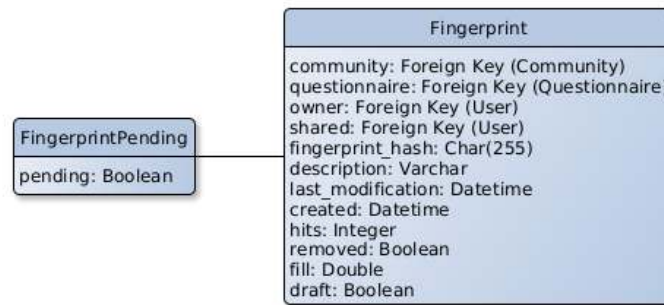 Fingerprint
community: Foreign Key (Community)
questionnaire: Foreign Key (Questionnaire)
owner: Foreign Key (User)
shared: Foreign Key (User)
fingerprint_hash: Char(255)
description: Varchar
last_modification: Datetime
created: Datetime
hits: Integer
removed: Boolean
fill: Double
draft: Boolean
FingerprintPending
pending: Boolean